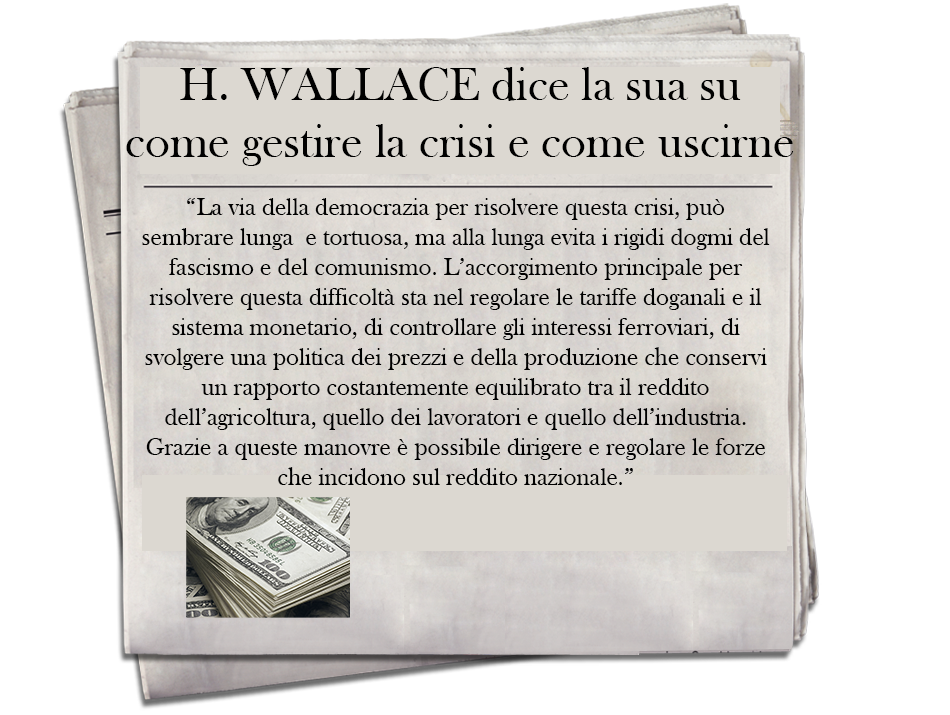 H. WALLACE dice la sua su
come gestire la crisi e come uscirne
“La via della democrazia per risolvere questa crisi, può
sembrare lunga  e tortuosa, ma alla lunga evita i rigidi dogmi del
fascismo e del comunismo. L’accorgimento principale per
risolvere questa difficoltà sta nel regolare le tariffe doganali e il
sistema monetario, di controllare gli interessi ferroviari, di
svolgere una politica dei prezzi e della produzione che conservi
un rapporto costantemente equilibrato tra il reddito
dell’agricoltura, quello dei lavoratori e quello dell’industria.
Grazie a queste manovre è possibile dirigere e regolare le forze
che incidono sul reddito nazionale.”
100